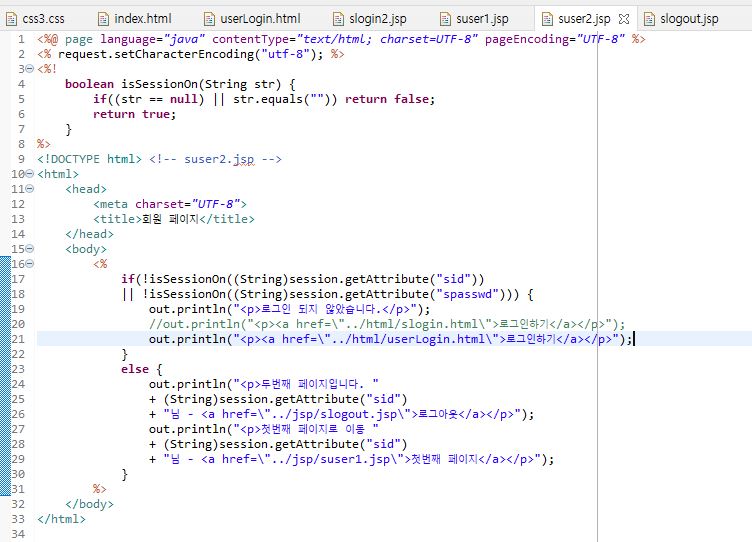 css3.css index.html userLogin.html slogin2.jsp suser1.jsp suser2.jsp slogout.jsp
1 <%@ page language="java" contentType="text/html; charset=UTF-8" pageEncoding="UTF-8" %>
2 <% request.setCharacterEncoding("utf-8"); %>
3 <%!
4 boolean isSessionOn(String str) {
5 if((str == null) || str.equals("")) return false;
6 return true;
7 }
8 %>
9 <!DOCTYPE html> <!-- suser2.jsp -->
10 <html>
11 <head>
12 <meta charset="UTF-8">
13 <title>회원 페이지</title>
14 </head>
15 <body>
16 <%
17 if(!isSessionOn((String)session.getAttribute("sid"))
18 || !isSessionOn((String)session.getAttribute("spasswd"))) {
19 out.println("<p>로그인 되지 않았습니다.</p>");
20 //out.println("<p><a href=\"../html/slogin.html\">로그인하기</a></p>");
21 out.println("<p><a href=\"../html/userLogin.html\">로그인하기</a></p>");
22 }
23 else {
24 out.println("<p>두번째 페이지입니다. "
25 + (String)session.getAttribute("sid")
26 + "님 - <a href=\"../jsp/slogout.jsp\">로그아웃</a></p>");
27 out.println("<p>첫번째 페이지로 이동 "
28 + (String)session.getAttribute("sid")
29 + "님 - <a href=\"../jsp/suser1.jsp\">첫번째 페이지</a></p>");
30 }
31 %>
32 </body>
33 </html>
34